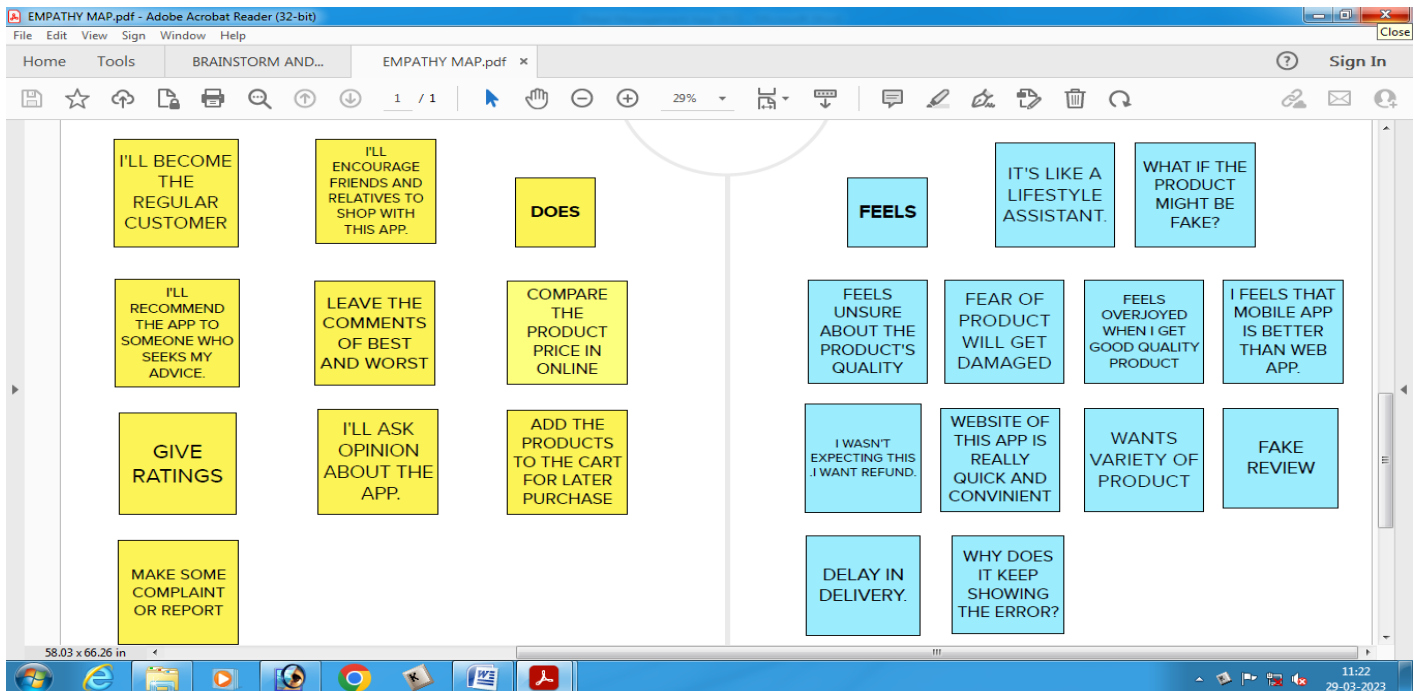 EMPATHY MAP.pdf - Adobe Acrobat Reader (32-bit)
File Edit View Sign Window Help
Close
Home Tools BRAINSTORM AND... EMPATHY MAP.pdf × ? Sign In
1 / 1 29%
I'LL BECOME
THE
REGULAR
CUSTOMER
I'LL
ENCOURAGE
FRIENDS AND
RELATIVES TO
SHOP WITH
THIS APP.
DOES
I'LL
RECOMMEND
THE APP TO
SOMEONE WHO
SEEKS MY
ADVICE.
LEAVE THE
COMMENTS
OF BEST
AND WORST
COMPARE
THE
PRODUCT
PRICE IN
ONLINE
GIVE
RATINGS
I'LL ASK
OPINION
ABOUT THE
APP.
ADD THE
PRODUCTS
TO THE CART
FOR LATER
PURCHASE
MAKE SOME
COMPLAINT
OR REPORT
FEELS
IT'S LIKE A
LIFESTYLE
ASSISTANT.
WHAT IF THE
PRODUCT
MIGHT BE
FAKE?
FEELS
UNSURE
ABOUT THE
PRODUCT'S
QUALITY
FEAR OF
PRODUCT
WILL GET
DAMAGED
FEELS
OVERJOYED
WHEN I GET
GOOD QUALITY
PRODUCT
I FEELS THAT
MOBILE APP
IS BETTER
THAN WEB
APP.
I WASN'T
EXPECTING THIS
.I WANT REFUND.
WEBSITE OF
THIS APP IS
REALLY
QUICK AND
CONVINIENT
WANTS
VARIETY OF
PRODUCT
FAKE
REVIEW
DELAY IN
DELIVERY.
WHY DOES
IT KEEP
SHOWING
THE ERROR?
58.03 x 66.26 in
11:22
29-03-2023